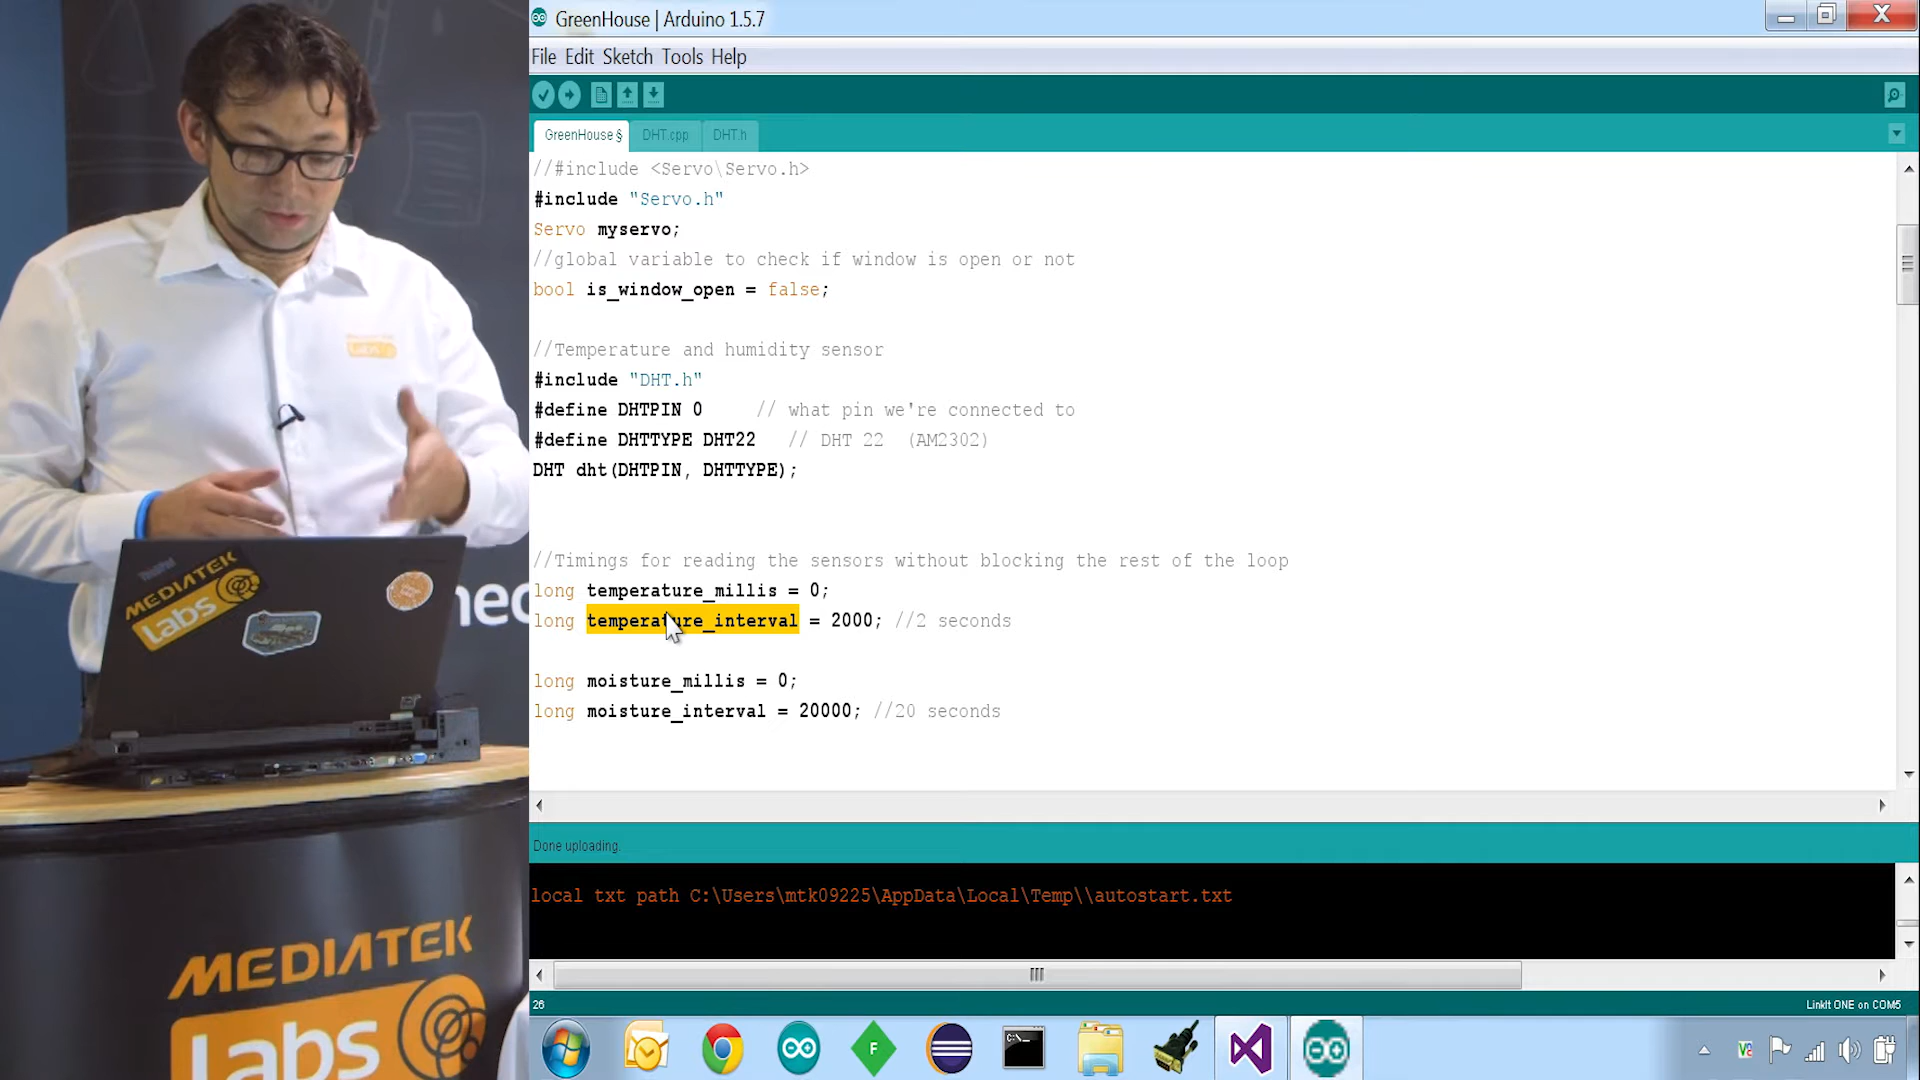 GreenHouse | Arduino 1.5.7
File Edit Sketch Tools Help
GreenHouse § DHT.cpp DHT.h
//#include <Servo\Servo.h>
#include "Servo.h"
Servo myservo;
//global variable to check if window is open or not
bool is_window_open = false;
//Temperature and humidity sensor
#include "DHT.h"
#define DHTPIN 0 // what pin we're connected to
#define DHTTYPE DHT22 // DHT 22 (AM2302)
DHT dht(DHTPIN, DHTTYPE);
//Timings for reading the sensors without blocking the rest of the loop
long temperature_millis = 0;
long temperature_interval = 2000; //2 seconds
long moisture_millis = 0;
long moisture_interval = 20000; //20 seconds
Done uploading.
local txt path C:\Users\mtk09225\AppData\Local\Temp\\autostart.txt
26
LinkIt ONE on COM5
C:\_
F
MEDIATEK
labs
ThinkPad
MEDIATEK
labs
nec
MEDIATEK
labs